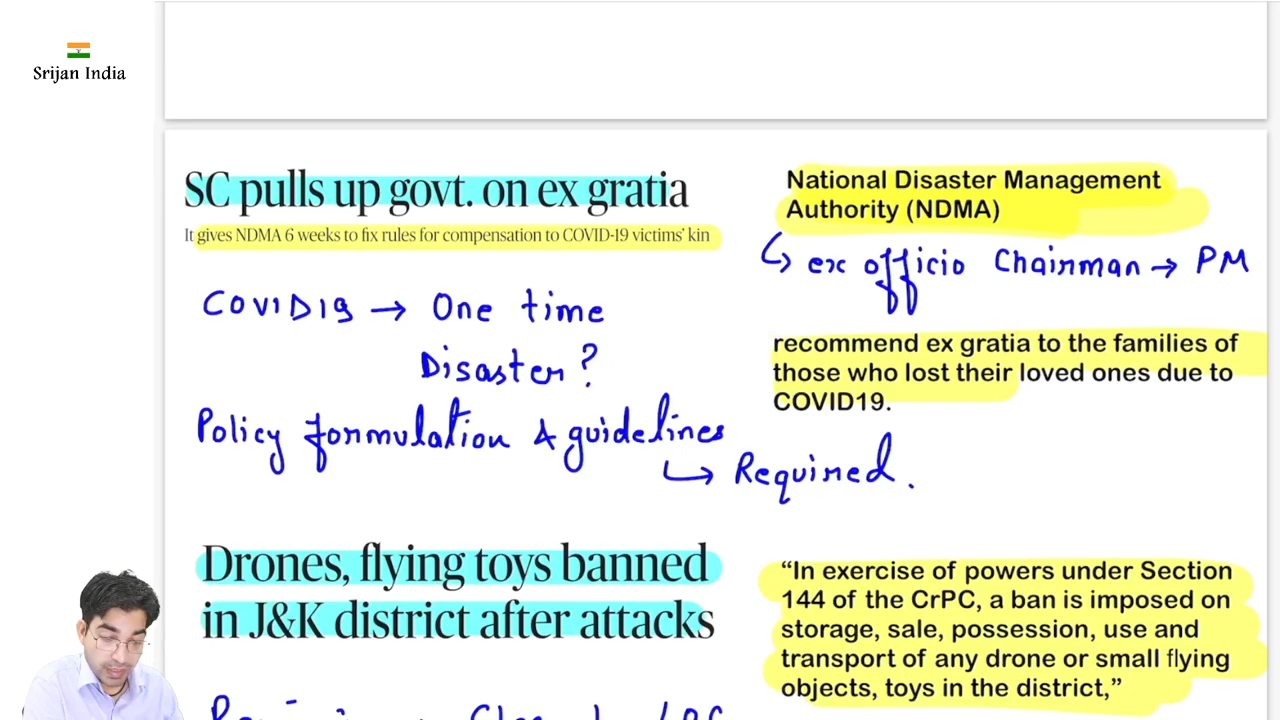 Srijan India
SC pulls up govt. on ex gratia
It gives NDMA 6 weeks to fix rules for compensation to COVID-19 victims' kin
COVID19 → One time
Disaster?
Policy formulation & guidelines
↳ Required.
National Disaster Management
Authority (NDMA)
↳ ex officio Chairman → PM
recommend ex gratia to the families of
those who lost their loved ones due to
COVID19.
Drones, flying toys banned
in J&K district after attacks
“In exercise of powers under Section
144 of the CrPC, a ban is imposed on
storage, sale, possession, use and
transport of any drone or small flying
objects, toys in the district,”